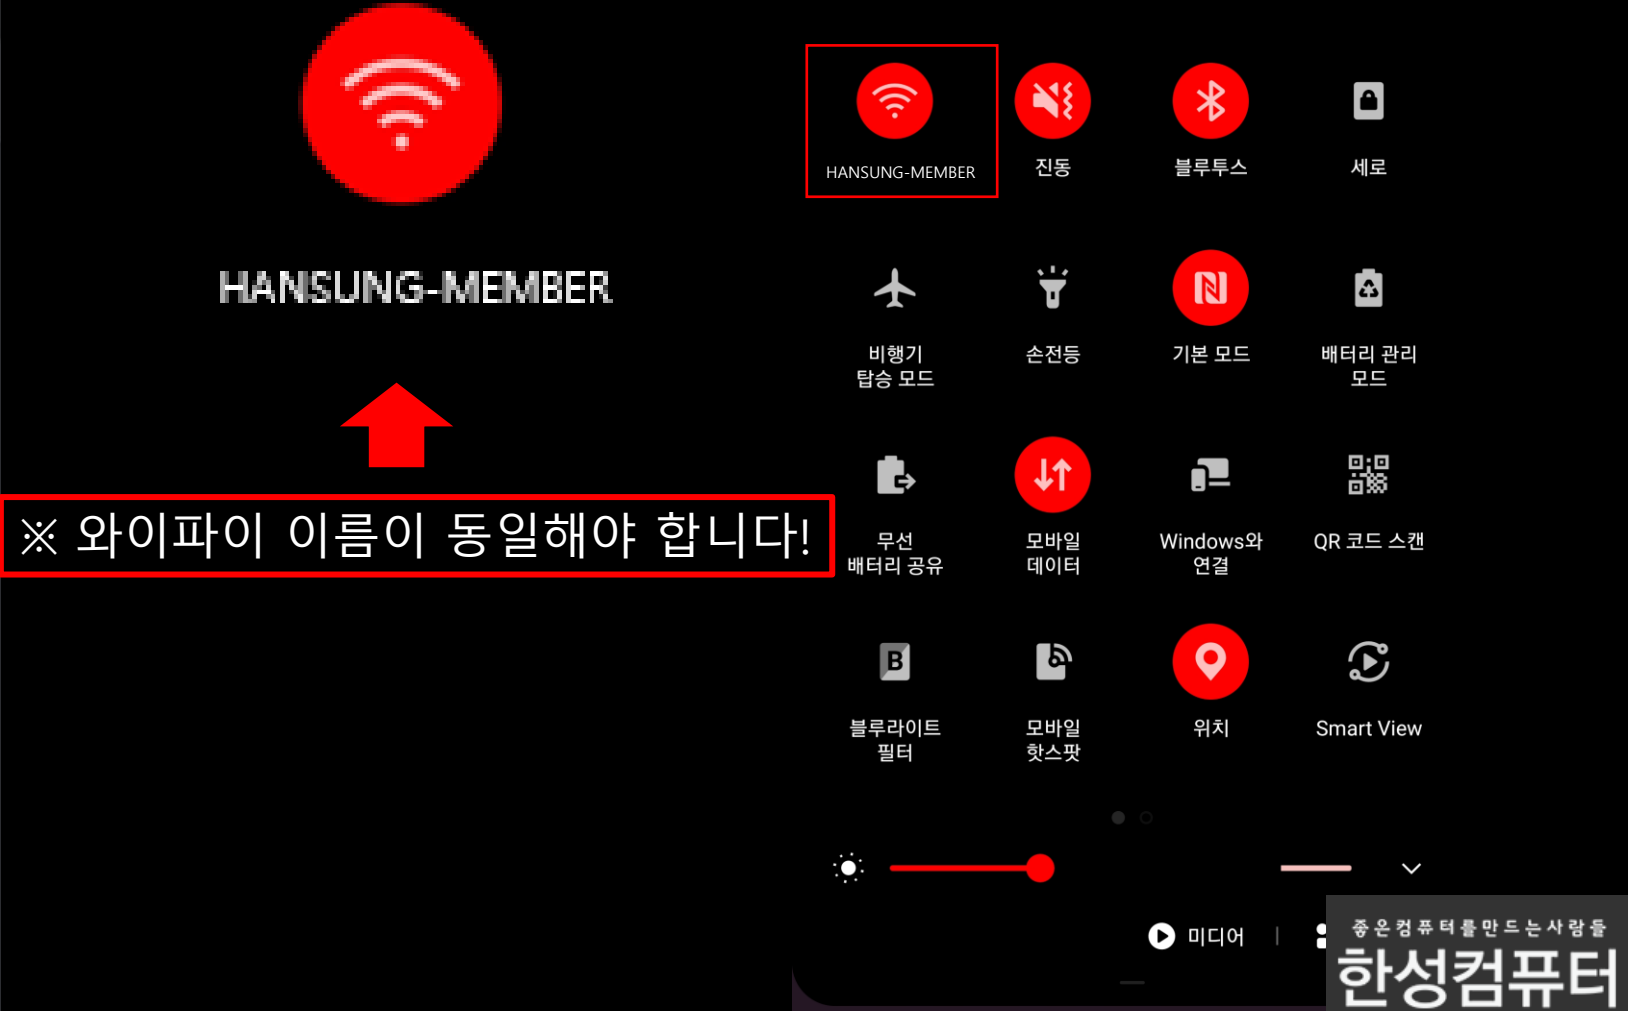 HANSUNG-MEMBER
※ 와이파이 이름이 동일해야 합니다!
HANSUNG-MEMBER
진동
블루투스
세로
비행기
탑승 모드
손전등
기본 모드
배터리 관리
모드
무선
배터리 공유
모바일
데이터
Windows와
연결
QR 코드 스캔
B
블루라이트
필터
모바일
핫스팟
위치
Smart View
미디어
좋은컴퓨터를만드는사람들
한성컴퓨터